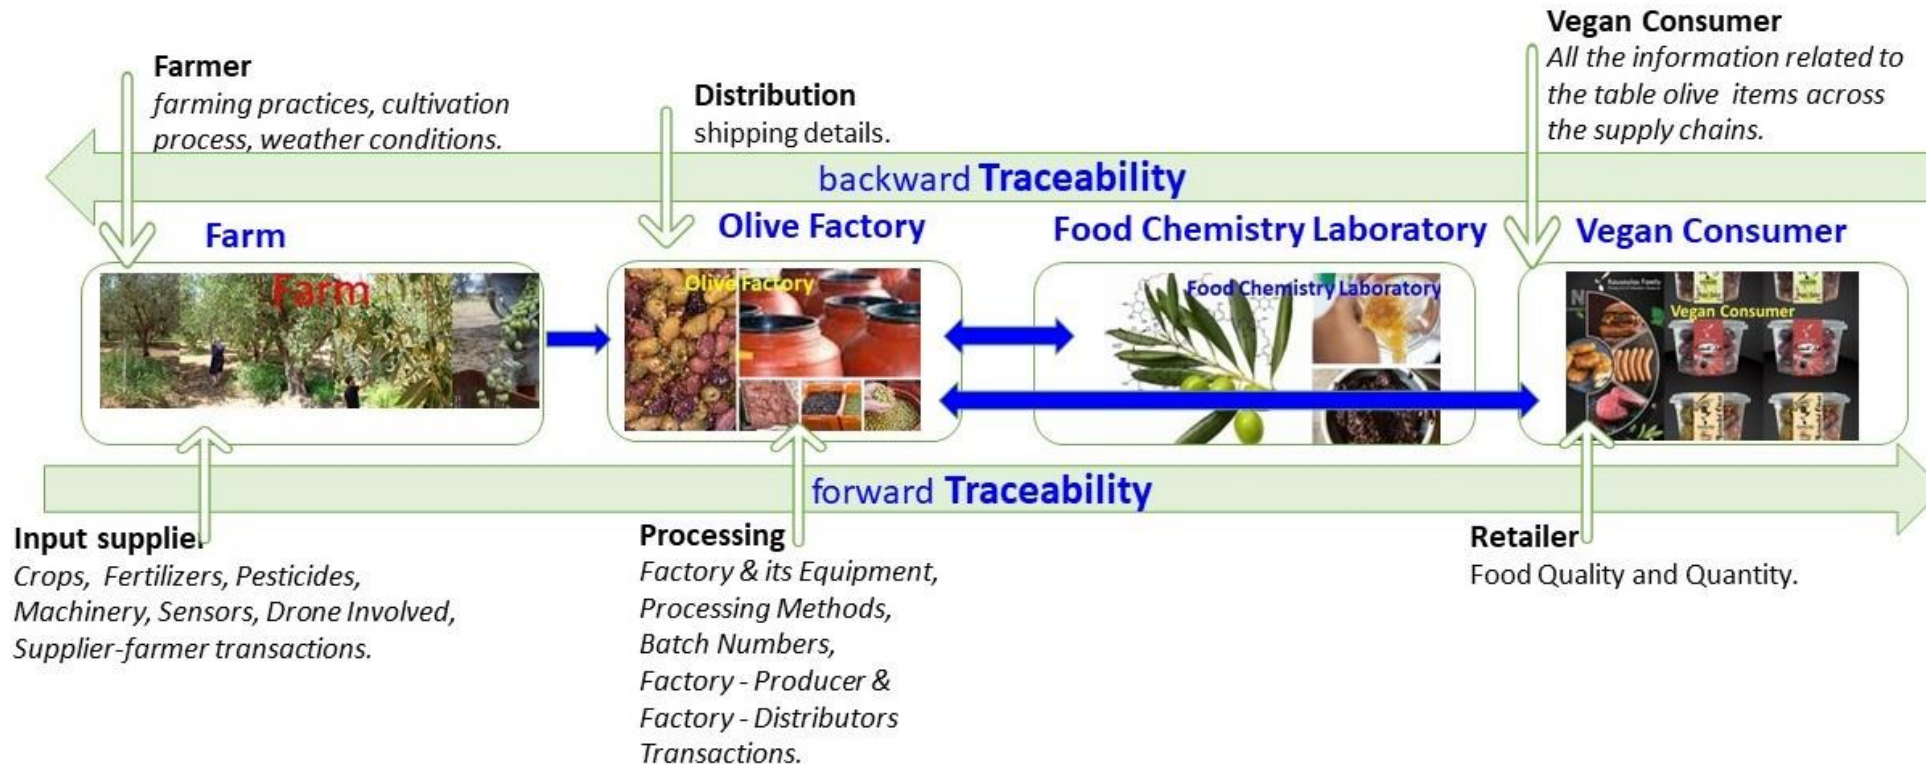 Vegan Consumer
All the information related to
the table olive items across
the supply chains.
Farmer
farming practices, cultivation
process, weather conditions.
Distribution
shipping details.
backward Traceability
Farm
Olive Factory
Food Chemistry Laboratory
Vegan Consumer
Farm
Olive Factory
Food Chemistry Laboratory
Vegan Consumer
forward Traceability
Input supplier
Crops, Fertilizers, Pesticides,
Machinery, Sensors, Drone Involved,
Supplier-farmer transactions.
Processing
Factory & its Equipment,
Processing Methods,
Batch Numbers,
Factory - Producer &
Factory - Distributors
Transactions.
Retailer
Food Quality and Quantity.